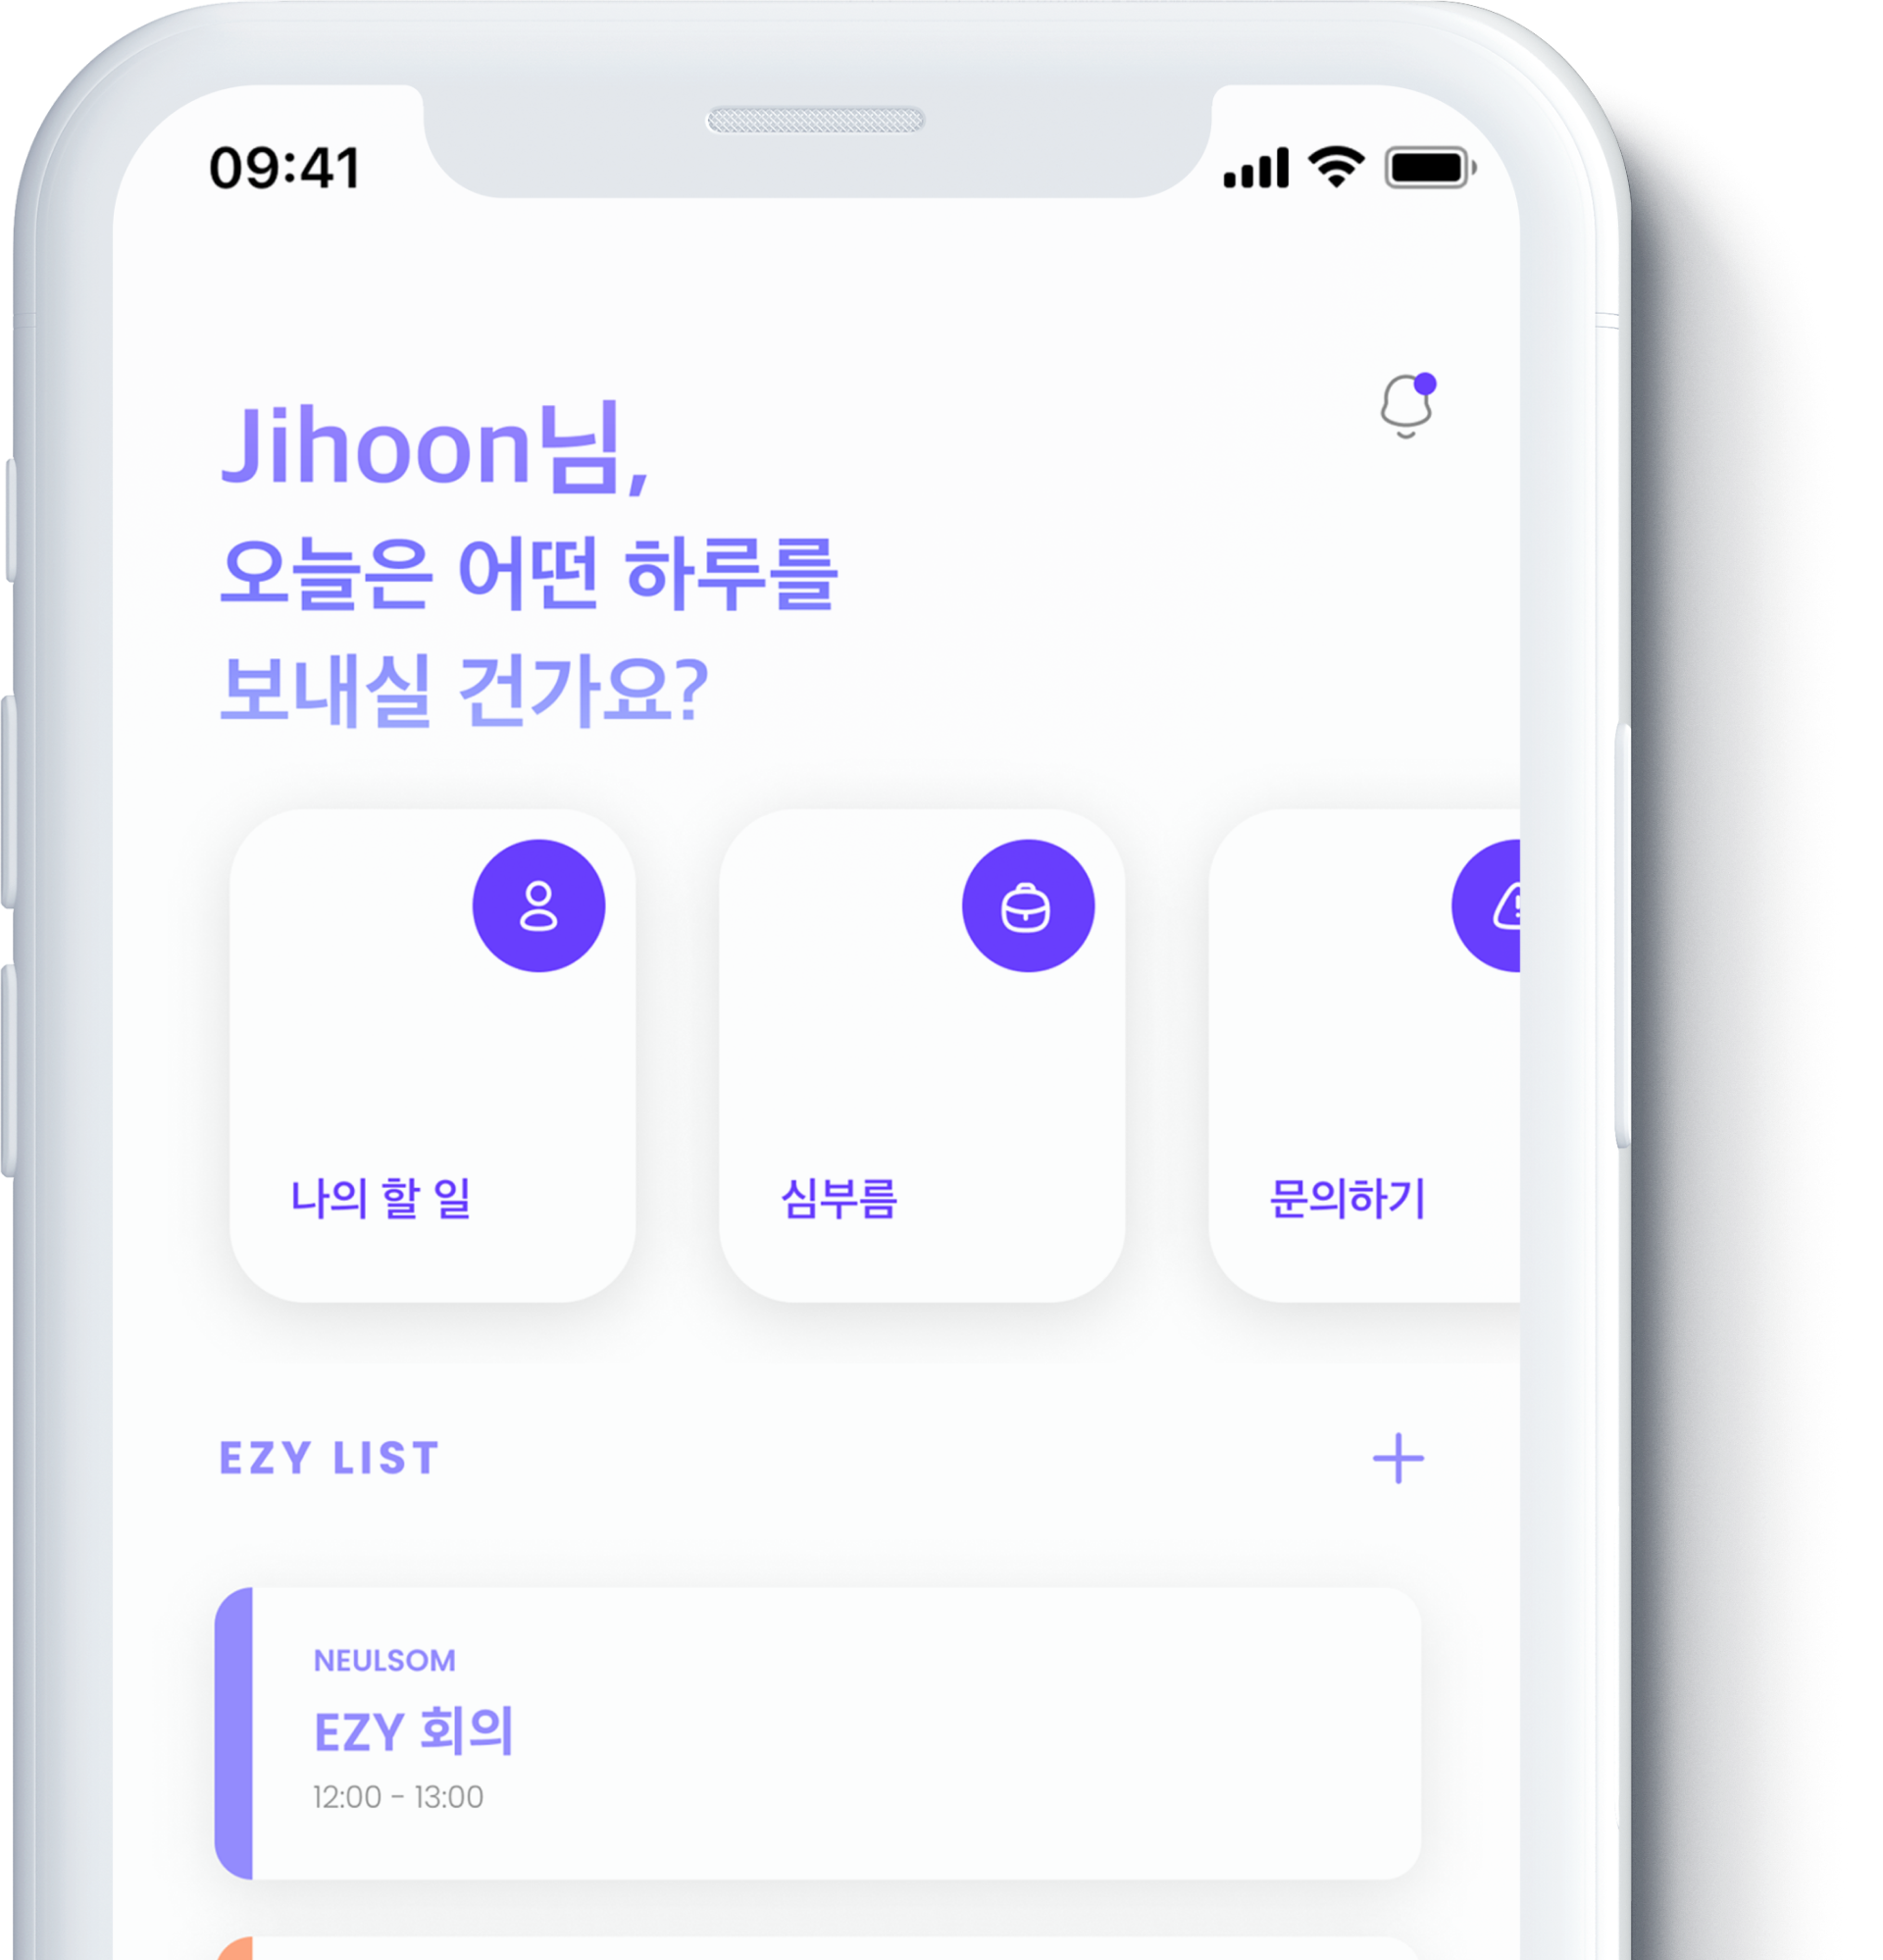 09:41
Jihoon님,
오늘은 어떤 하루를
보내실 건가요?
나의 할 일
심부름
문의하기
EZY LIST
NEULSOM
EZY 회의
12:00 - 13:00